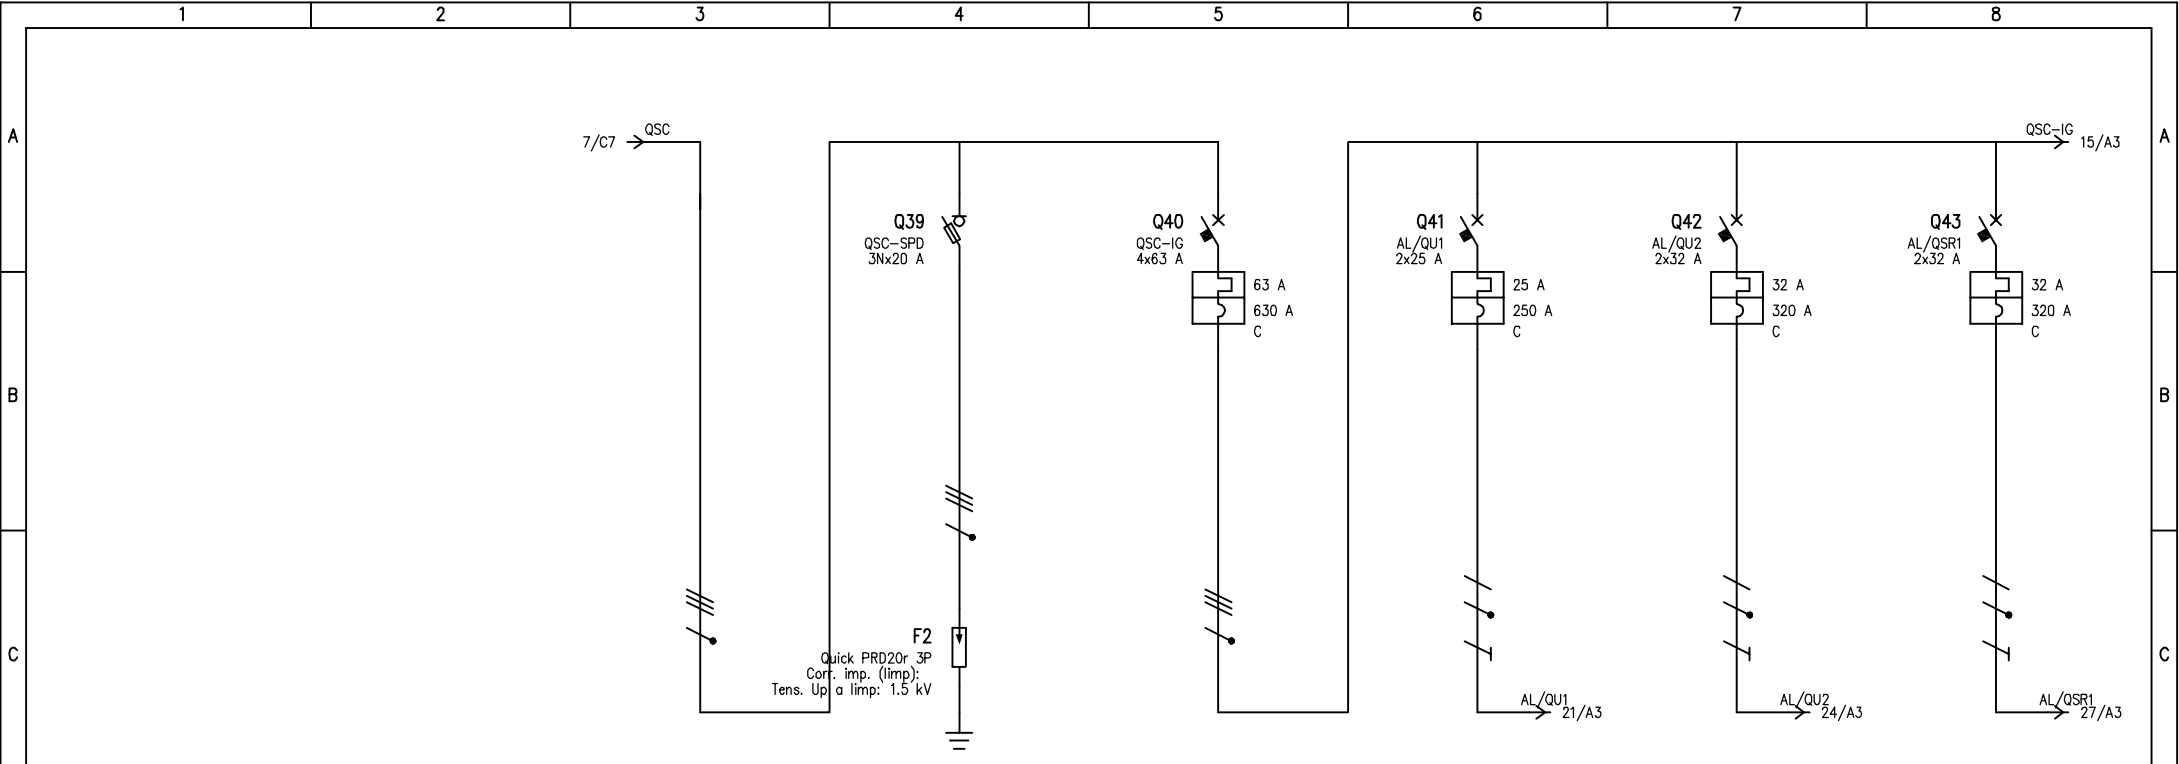 1 2 3 4 5 6 7 8
A A
QSC
7/C7
QSC-IG
15/A3
Q39
QSC-SPD
3Nx20 A
Q40
QSC-IG
4x63 A
63 A
630 A
C
Q41
AL/QU1
2x25 A
25 A
250 A
C
Q42
AL/QU2
2x32 A
32 A
320 A
C
Q43
AL/QSR1
2x32 A
32 A
320 A
C
B B
C C
F2
Quick PRD20r 3P
Corr. imp. (limp):
Tens. Up a limp: 1.5 kV
AL/QU1
21/A3
AL/QU2
24/A3
AL/QSR1
27/A3